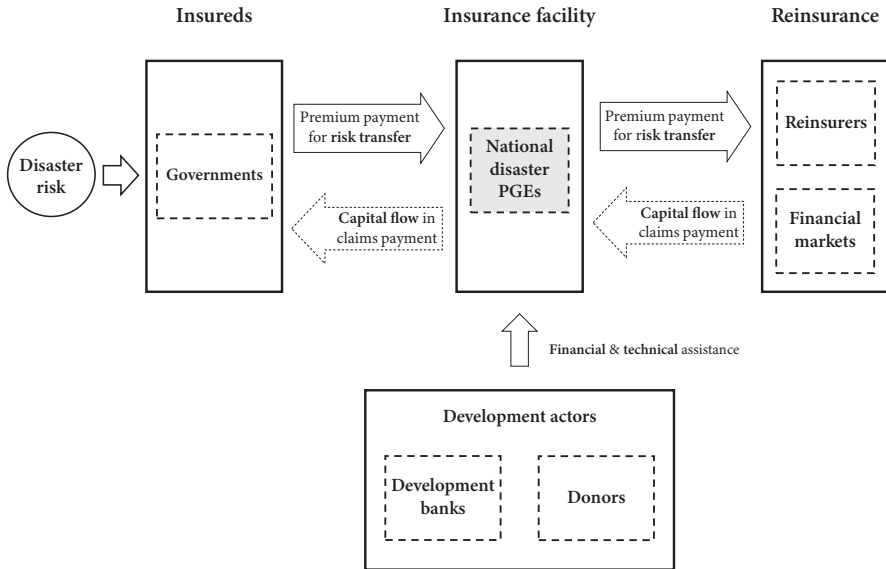 Insureds
Insurance facility
Reinsurance
Disaster
risk
Governments
Premium payment
for risk transfer
Capital flow in
claims payment
National
disaster
PGEs
Premium payment
for risk transfer
Capital flow in
claims payment
Reinsurers
Financial
markets
Financial & technical assistance
Development actors
Development
banks
Donors